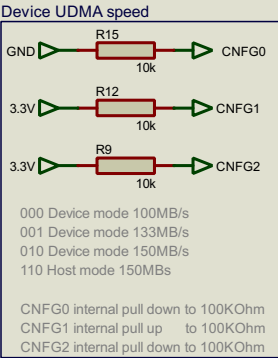 Device UDMA speed
R15
GND CNFG0
10k
R12
3.3V CNFG1
10k
R9
3.3V CNFG2
10k
000 Device mode 100MB/s
001 Device mode 133MB/s
010 Device mode 150MB/s
110 Host mode 150MBs
CNFG0 internal pull down to 100KOhm
CNFG1 internal pull up to 100KOhm
CNFG2 internal pull down to 100KOhm